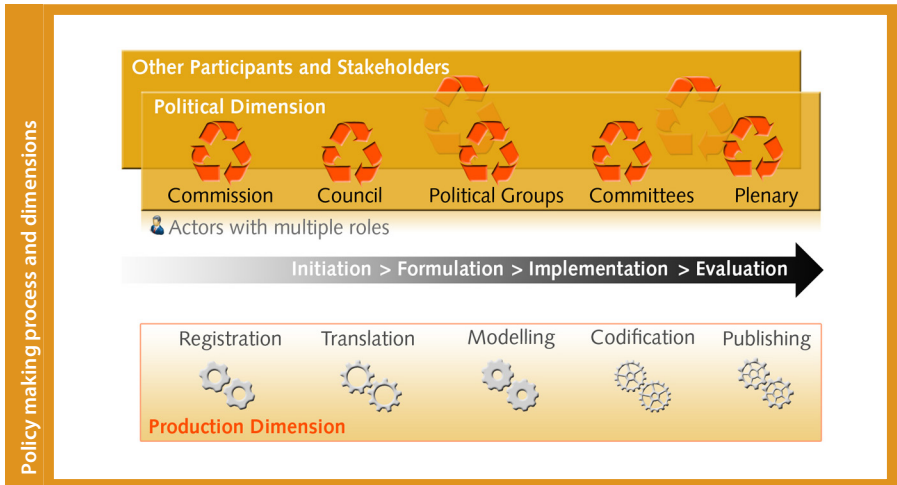 Policy making process and dimensions
Other Participants and Stakeholders
Political Dimension
Commission Council Political Groups Committees Plenary
Actors with multiple roles
Initiation > Formulation > Implementation > Evaluation
Registration Translation Modelling Codification Publishing
Production Dimension